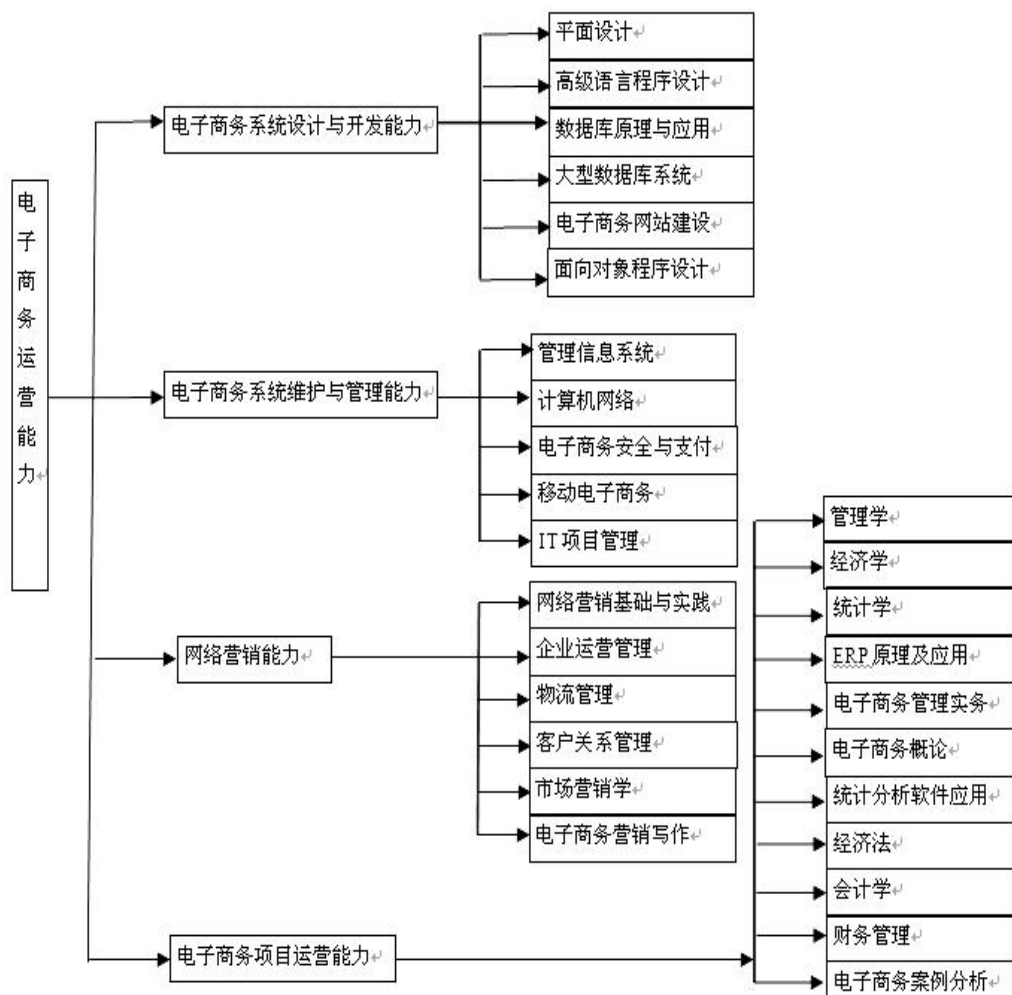 电子商务运营能力
电子商务系统设计与开发能力
平面设计
高级语言程序设计
数据库原理与应用
大型数据库系统
电子商务网站建设
面向对象程序设计
电子商务系统维护与管理能力
管理信息系统
计算机网络
电子商务安全与支付
移动电子商务
IT 项目管理
网络营销能力
网络营销基础与实践
企业运营管理
物流管理
客户关系管理
市场营销学
电子商务营销写作
电子商务项目运营能力
管理学
经济学
统计学
ERP 原理及应用
电子商务管理实务
电子商务概论
统计分析软件应用
经济法
会计学
财务管理
电子商务案例分析